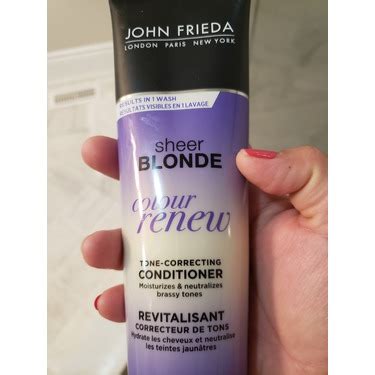 JOHN FRIEDA
LONDON PARIS NEW YORK
RESULTS IN 1 WASH
RÉSULTATS VISIBLES EN 1 LAVAGE
sheer
BLONDE
colour
renew
TONE-CORRECTING
CONDITIONER
Moisturizes & neutralizes
brassy tones
REVITALISANT
CORRECTEUR DE TONS
Hydrate les cheveux et neutralise
les teintes jaunâtres